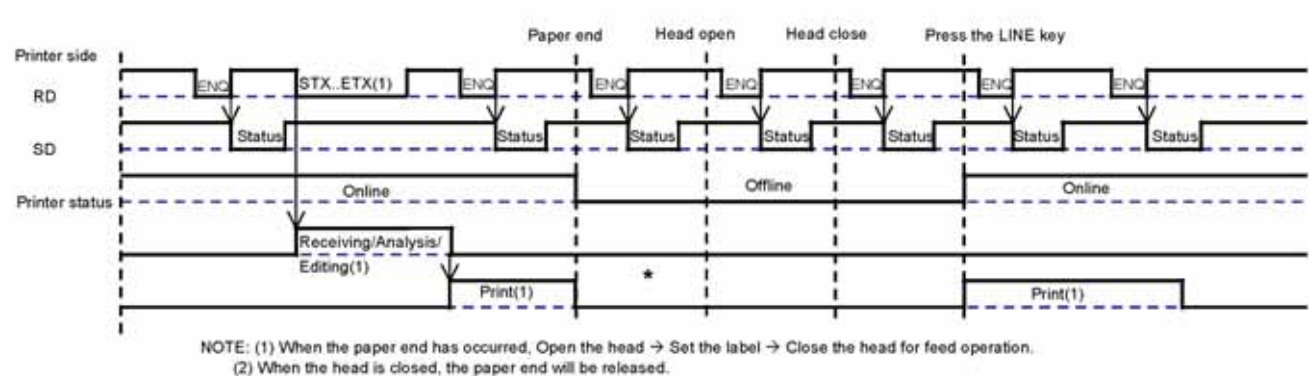 Paper end Head open Head close Press the LINE key
Printer side
ENQ STX..ETX(1) ENQ ENQ ENQ ENQ ENQ ENQ
RD
Status Status Status Status Status Status Status
SD
Online Offline Online
Printer status
Receiving/Analysis/
Editing(1)
*
Print(1) Print(1)
NOTE: (1) When the paper end has occurred, Open the head → Set the label → Close the head for feed operation.
(2) When the head is closed, the paper end will be released.